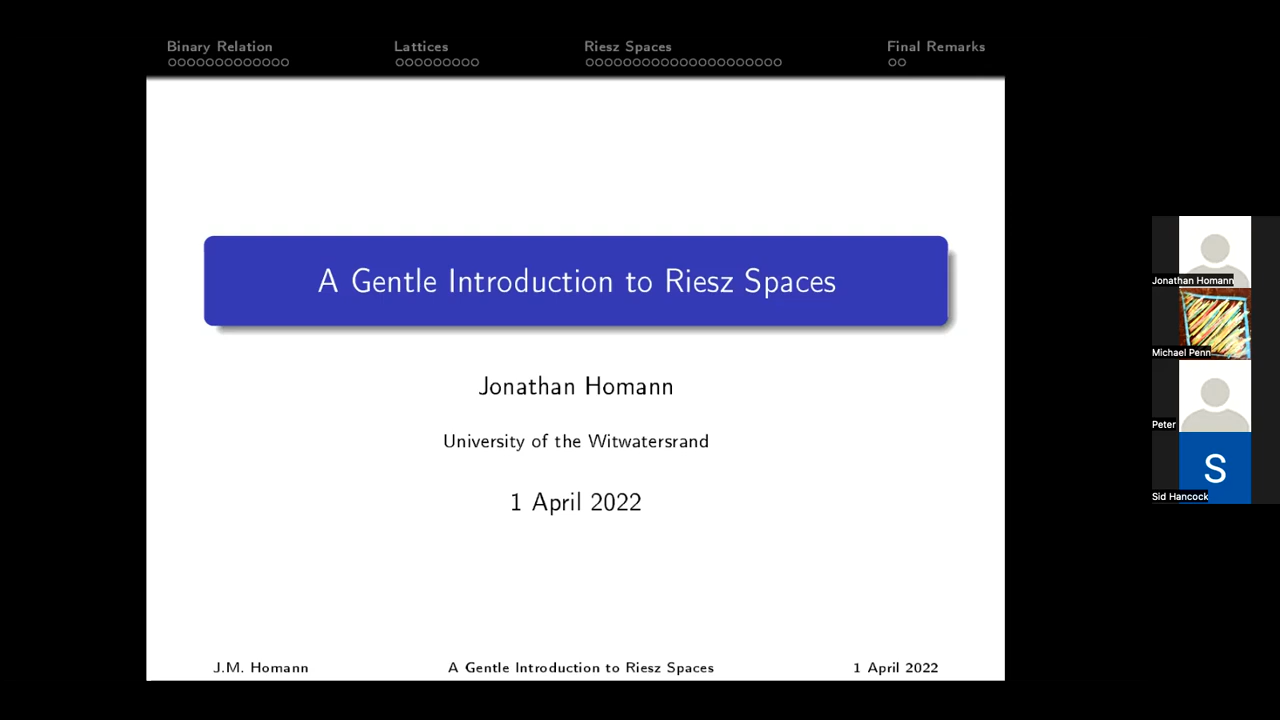 Binary Relation
Lattices
Riesz Spaces
Final Remarks
A Gentle Introduction to Riesz Spaces
Jonathan Homann
University of the Witwatersrand
1 April 2022
J.M. Homann
A Gentle Introduction to Riesz Spaces
1 April 2022
Jonathan Homann
Michael Penn
Peter
S
Sid Hancock